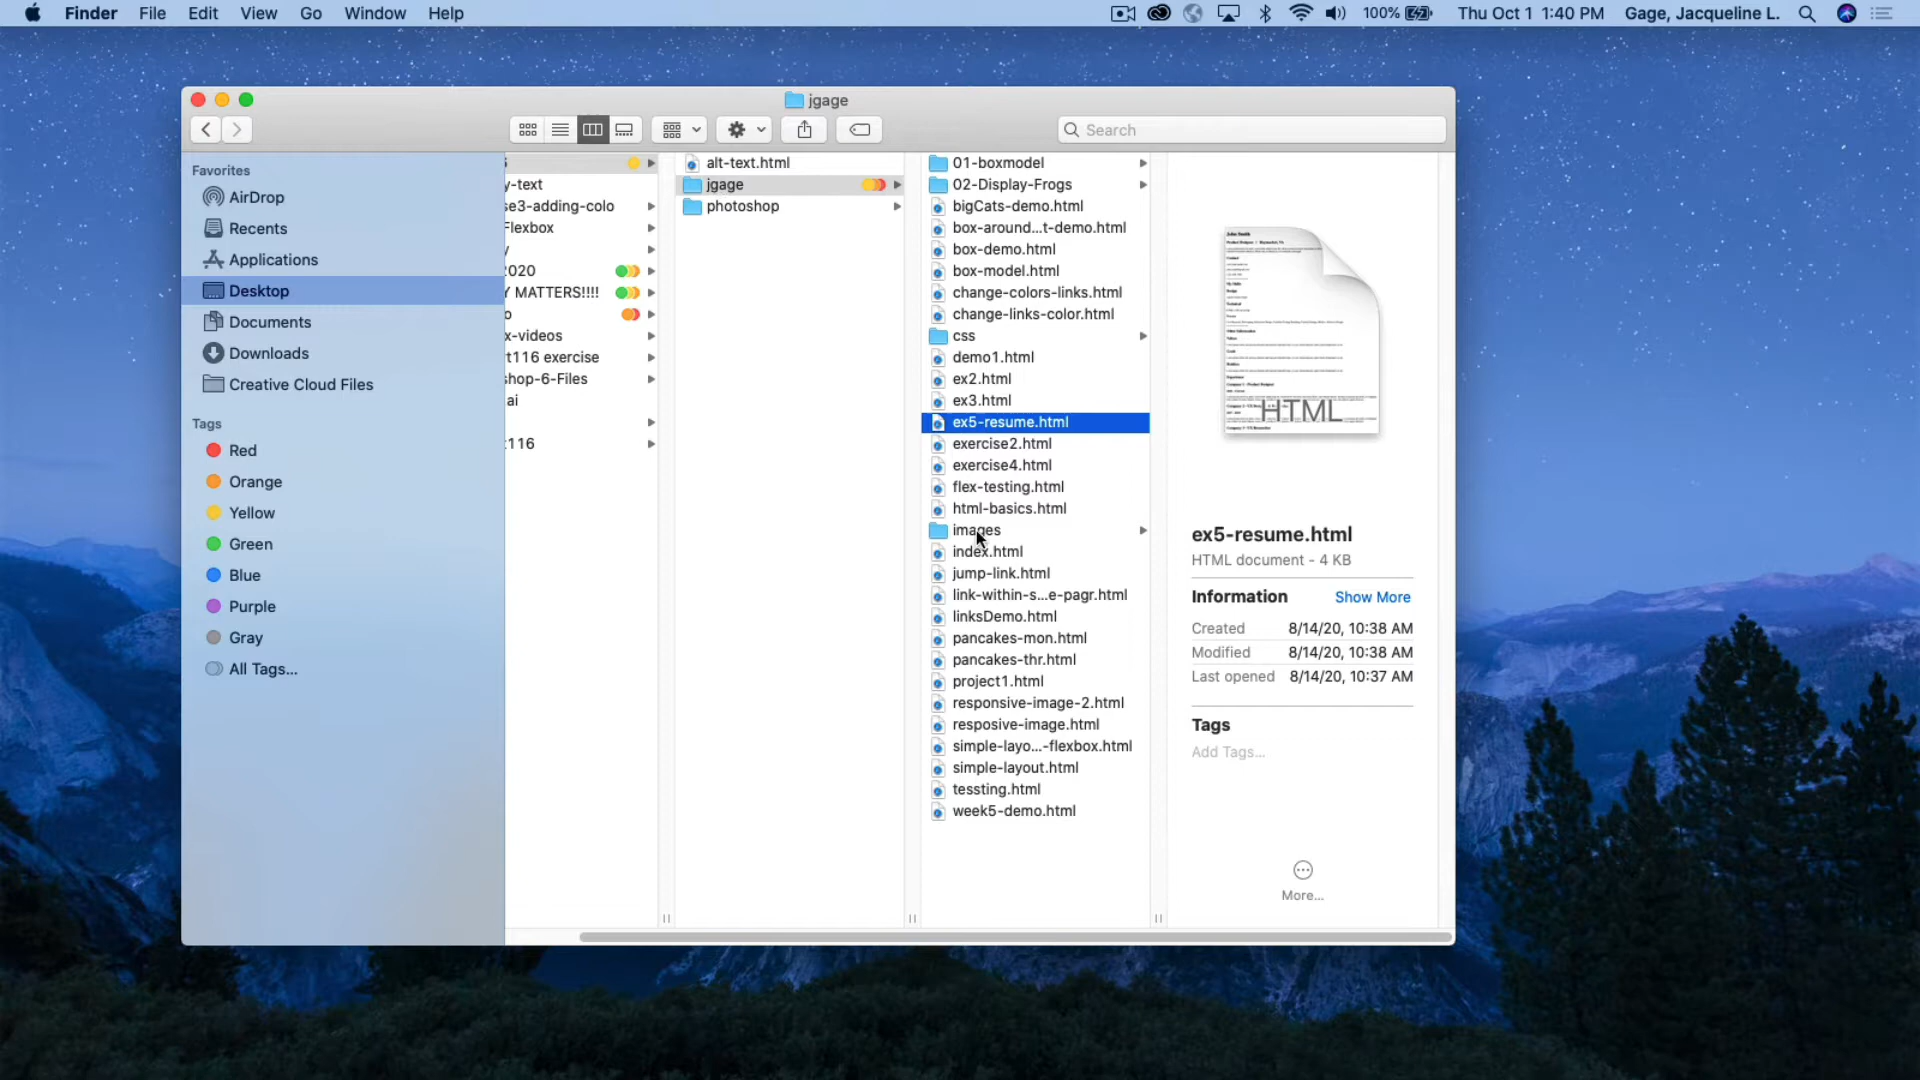 Finder File Edit View Go Window Help 100% Thu Oct 1 1:40 PM Gage, Jacqueline L.
jgage
Search
Favorites
AirDrop
Recents
Applications
Desktop
Documents
Downloads
Creative Cloud Files
Tags
Red
Orange
Yellow
Green
Blue
Purple
Gray
All Tags...
y-text
se3-adding-colo
Flexbox
y
2020
Y MATTERS!!!!
o
x-videos
t116 exercise
shop-6-Files
ai
116
alt-text.html
jgage
photoshop
01-boxmodel
02-Display-Frogs
bigCats-demo.html
box-around...t-demo.html
box-demo.html
box-model.html
change-colors-links.html
change-links-color.html
css
demo1.html
ex2.html
ex3.html
ex5-resume.html
exercise2.html
exercise4.html
flex-testing.html
html-basics.html
images
index.html
jump-link.html
link-within-s...e-pagr.html
linksDemo.html
pancakes-mon.html
pancakes-thr.html
project1.html
responsive-image-2.html
resposive-image.html
simple-layo...-flexbox.html
simple-layout.html
tessting.html
week5-demo.html
John Smith
HTML
ex5-resume.html
HTML document - 4 KB
Information Show More
Created 8/14/20, 10:38 AM
Modified 8/14/20, 10:38 AM
Last opened 8/14/20, 10:37 AM
Tags
Add Tags...
More...